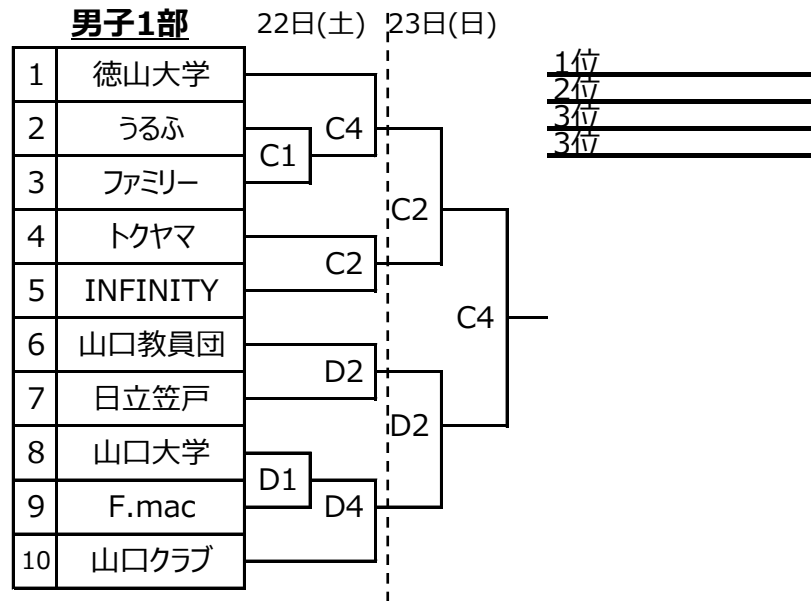 男子1部 22日(土) 23日(日)
1 徳山大学
2 うるふ
3 ファミリー
4 トクヤマ
5 INFINITY
6 山口教員団
7 日立笠戸
8 山口大学
9 F.mac
10 山口クラブ
C4
C1
C2
D2
D1
D4
C2
D2
C4
1位
2位
3位
3位